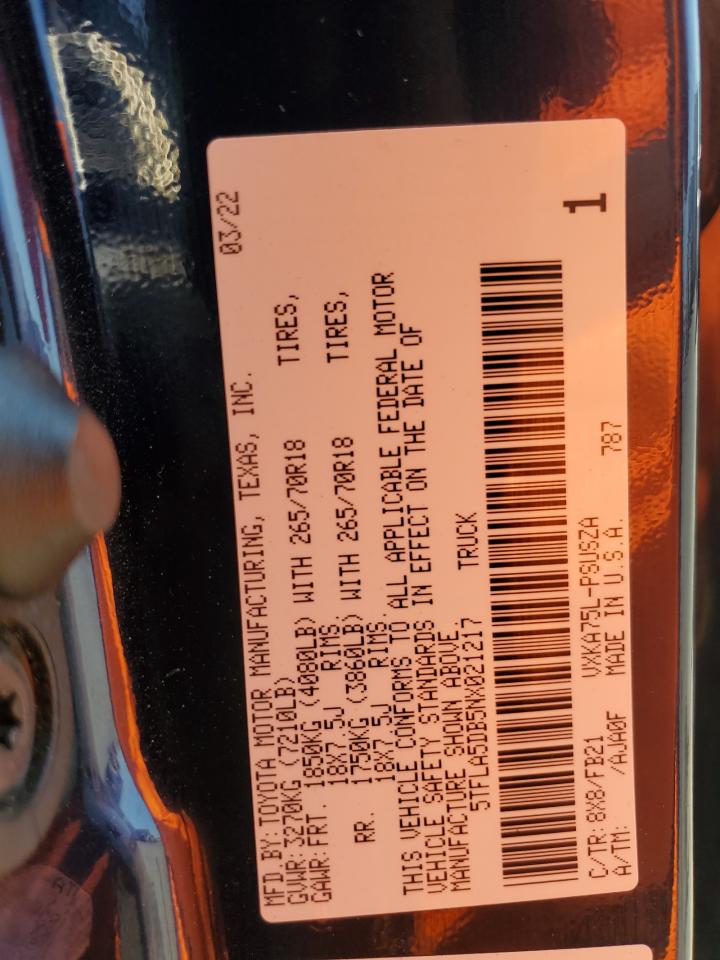 MFD BY: TOYOTA MOTOR MANUFACTURING, TEXAS, INC. 03/22
GVWR: 3270KG (7210LB)
GAWR: FRT. 1850KG (4080LB) WITH 265/70R18 TIRES,
18X7.5J RIMS
RR. 1750KG (3860LB) WITH 265/70R18 TIRES,
18X7.5J RIMS.
THIS VEHICLE CONFORMS TO ALL APPLICABLE FEDERAL MOTOR
VEHICLE SAFETY STANDARDS IN EFFECT ON THE DATE OF
MANUFACTURE SHOWN ABOVE.
5TFLA5DB5NX021217 TRUCK
1
C/TR: 8X8/FB21 VXKA75L-PSUSZA 787
A/TM: /AJA0F MADE IN U.S.A.